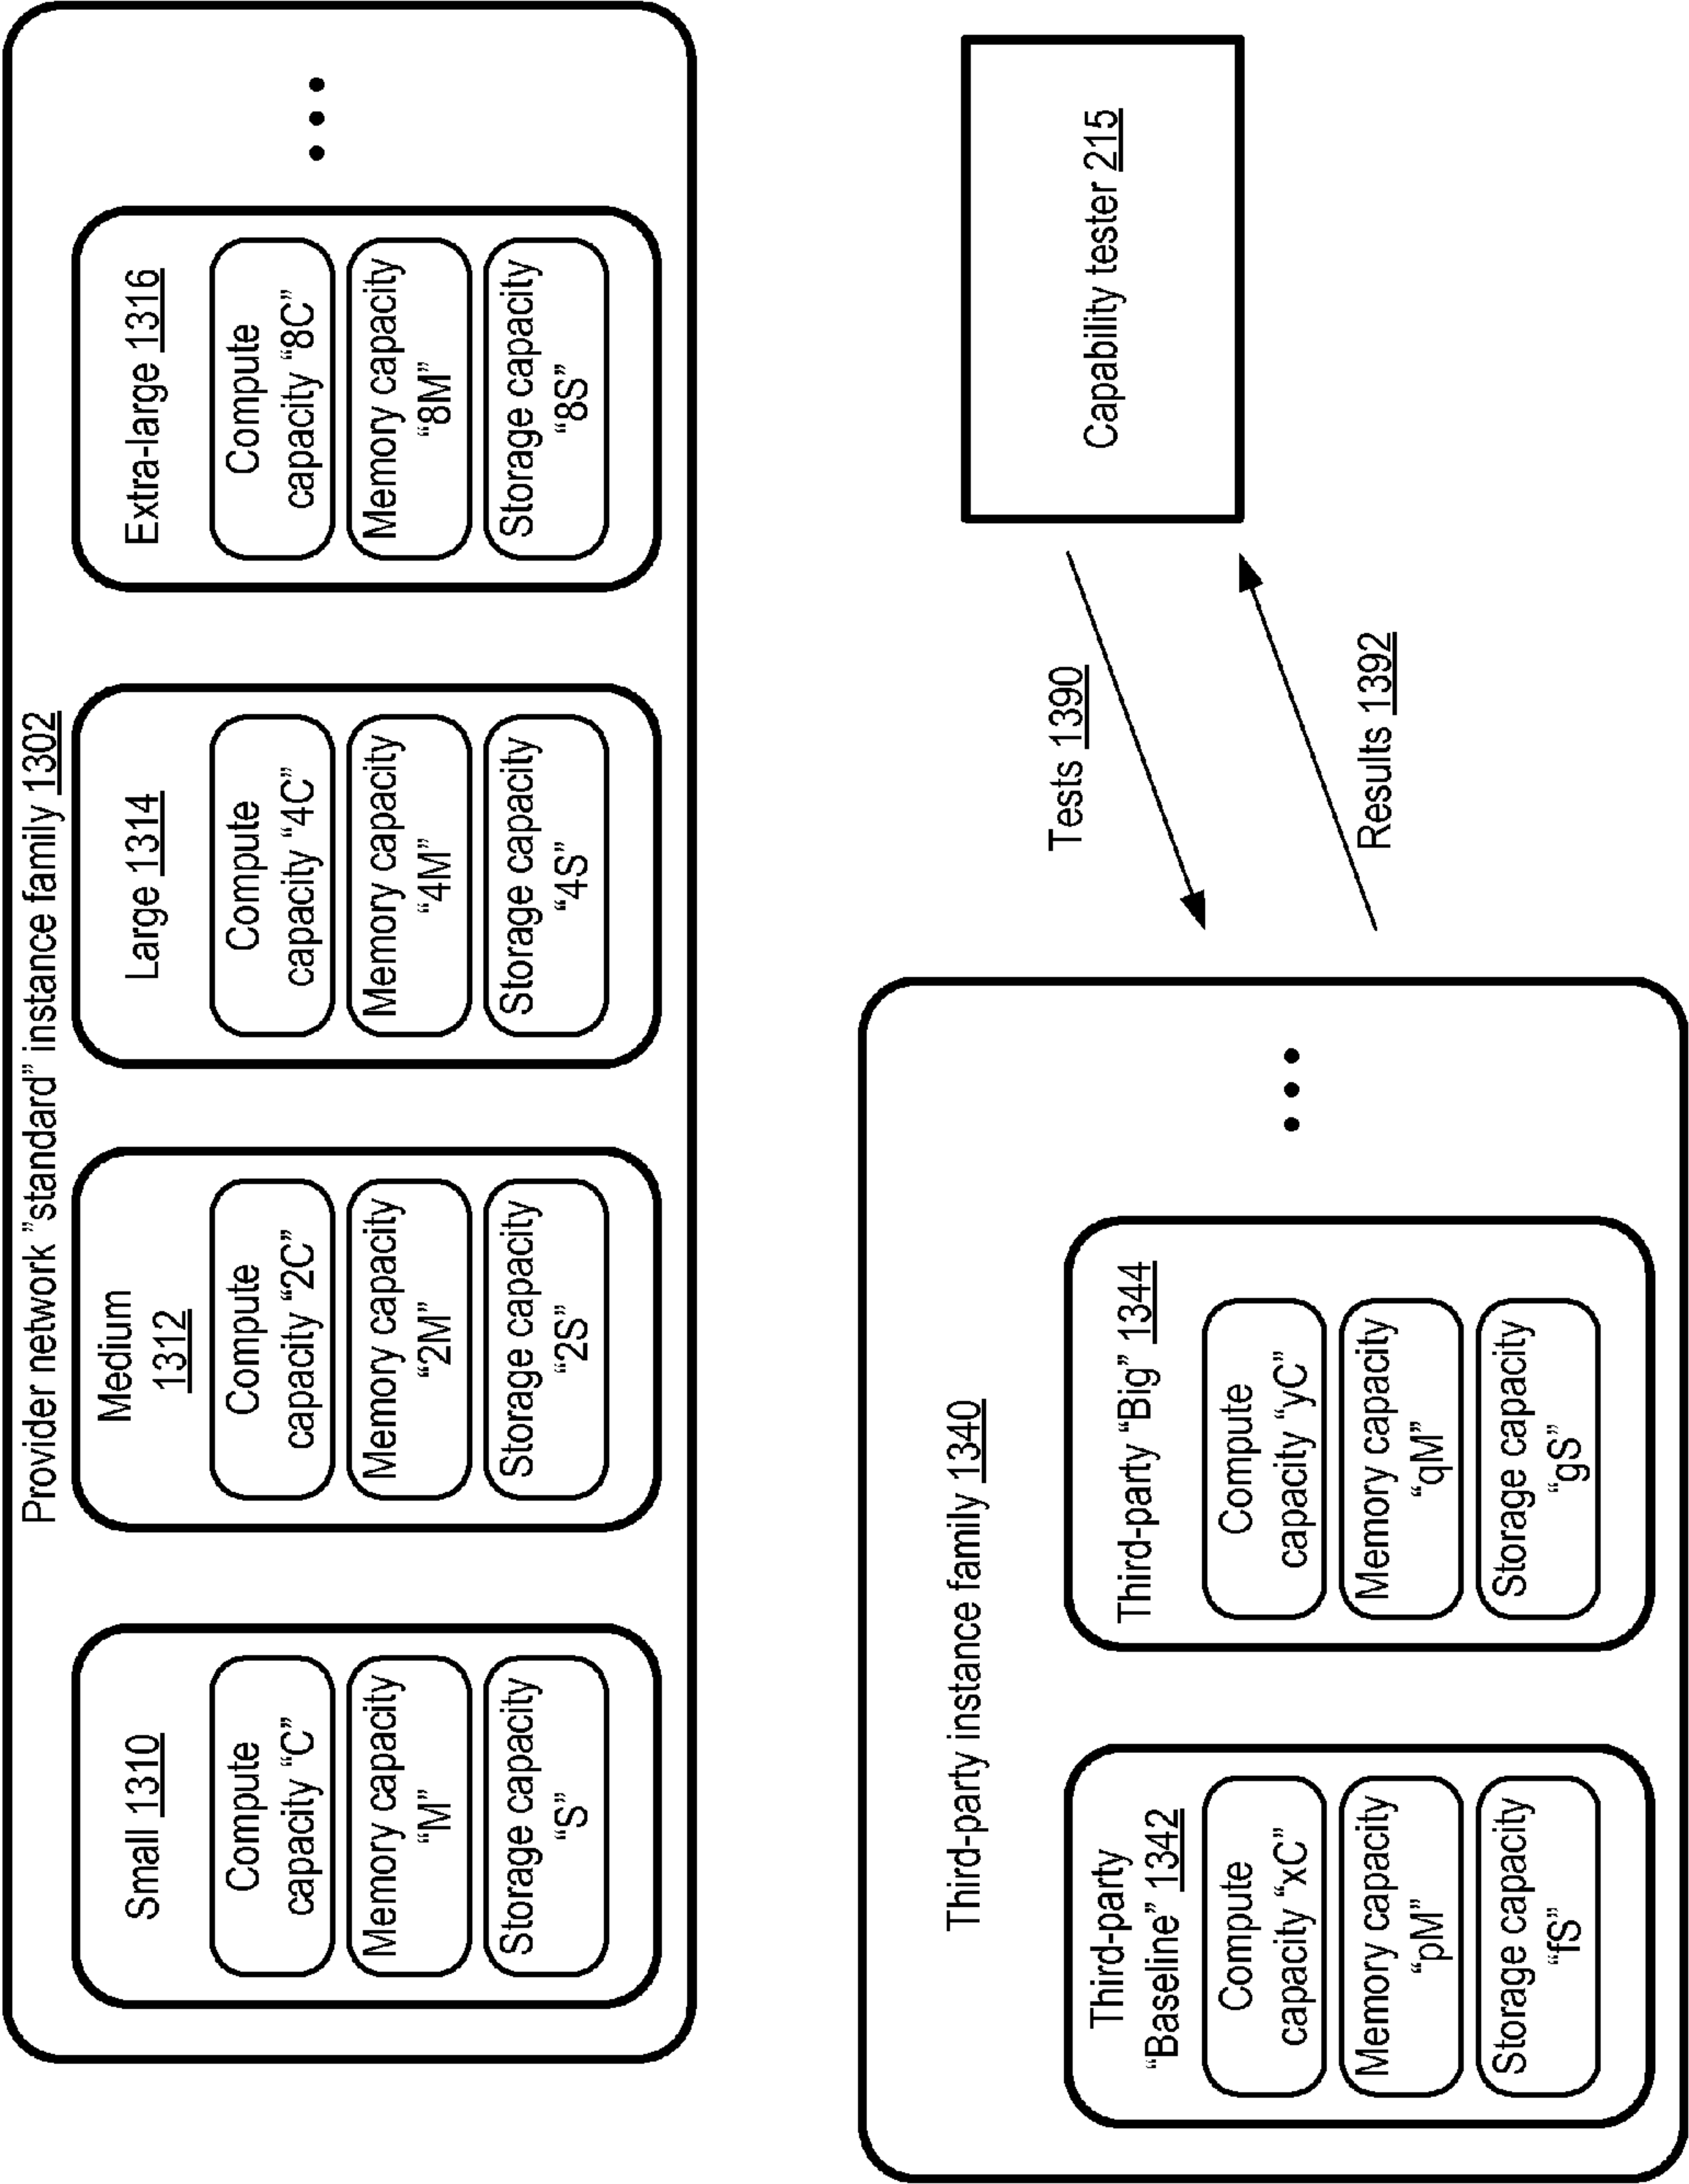 Provider network ”standard” instance family 1302
Small 1310
Compute
capacity “C”
Memory capacity
“M”
Storage capacity
“S”
Medium
1312
Compute
capacity “2C”
Memory capacity
“2M”
Storage capacity
“2S”
Large 1314
Compute
capacity “4C”
Memory capacity
“4M”
Storage capacity
“4S”
Extra-large 1316
Compute
capacity “8C”
Memory capacity
“8M”
Storage capacity
“8S”
Third-party instance family 1340
Third-party
“Baseline” 1342
Compute
capacity “xC”
Memory capacity
“pM”
Storage capacity
“fS”
Third-party “Big” 1344
Compute
capacity “yC”
Memory capacity
“qM”
Storage capacity
“gS”
Tests 1390
Results 1392
Capability tester 215